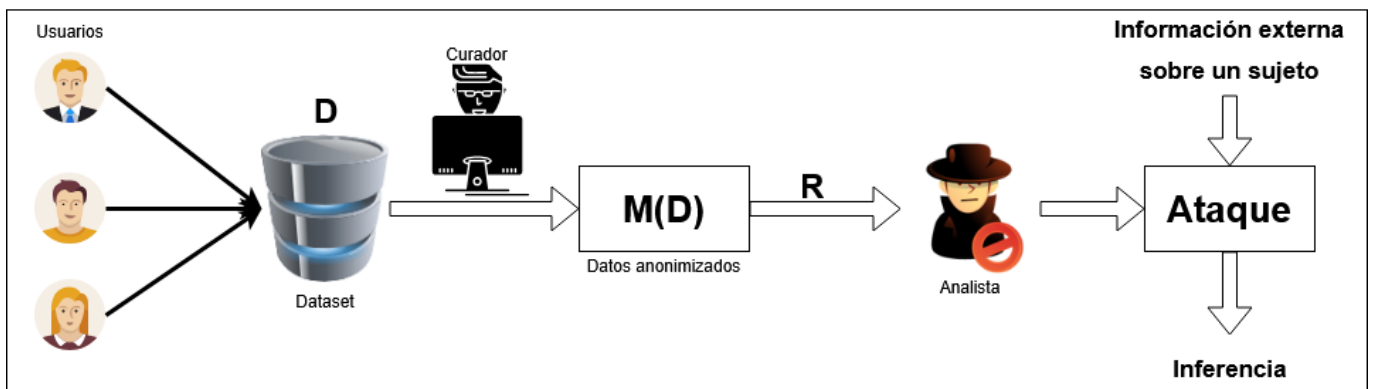 Usuarios
Curador
Información externa
sobre un sujeto
D
M(D)
R
Ataque
Datos anonimizados
Dataset
Analista
Inferencia